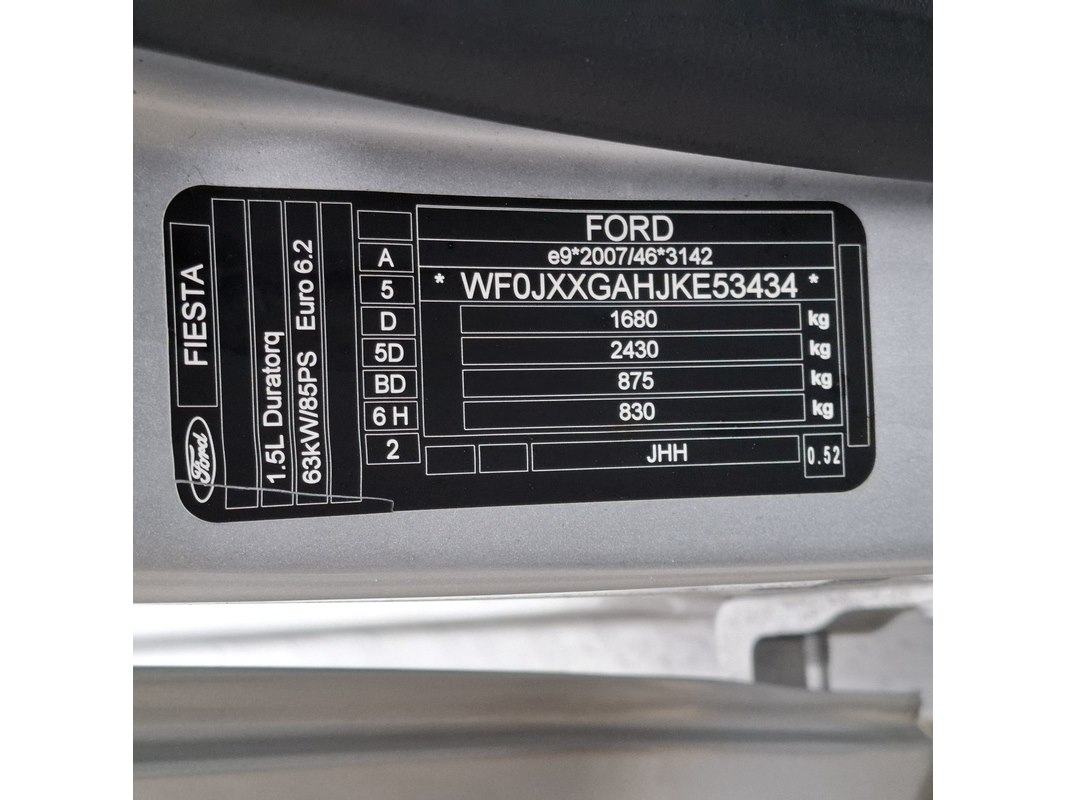 FIESTA
Ford
1.5L Duratorq
63kW/85PS Euro 6.2
A
5
D
5D
BD
6 H
2
FORD
e9*2007/46*3142
* WF0JXXGAHJKE53434 *
1680 kg
2430 kg
875 kg
830 kg
JHH
0.52